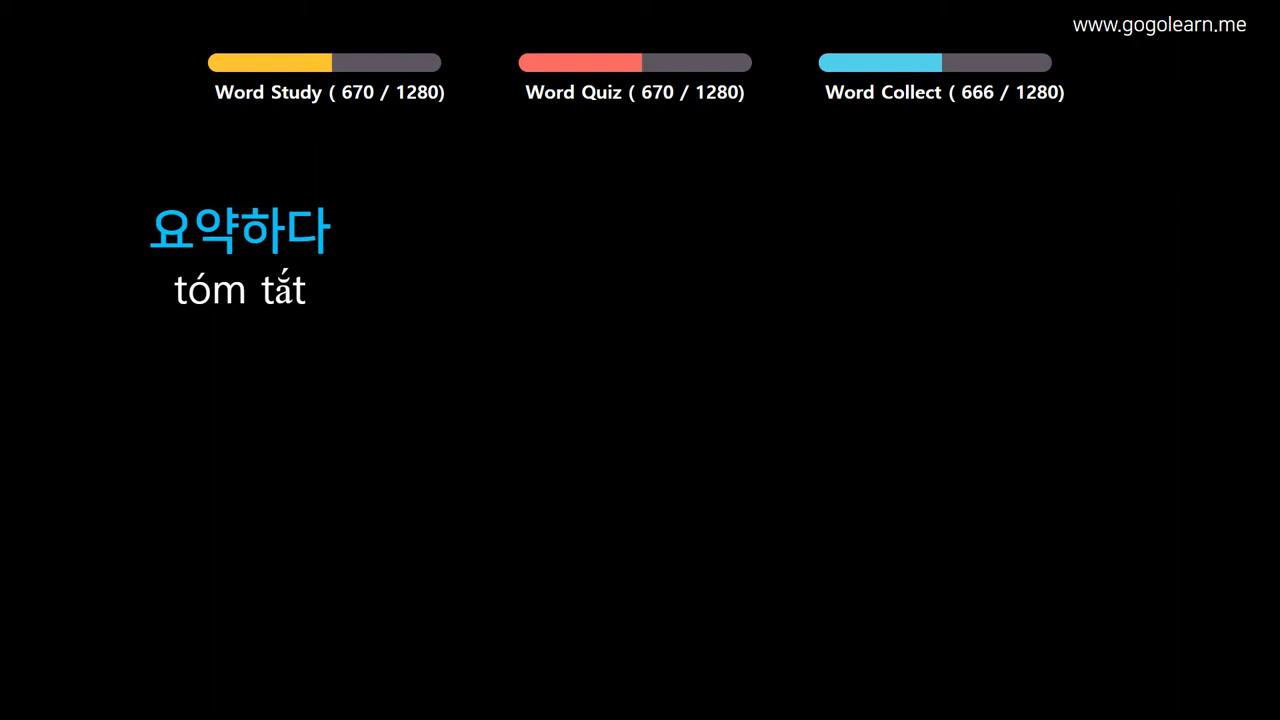 www.gogolearn.me
Word Study ( 670 / 1280)
Word Quiz ( 670 / 1280)
Word Collect ( 666 / 1280)
요약하다
tóm tắt